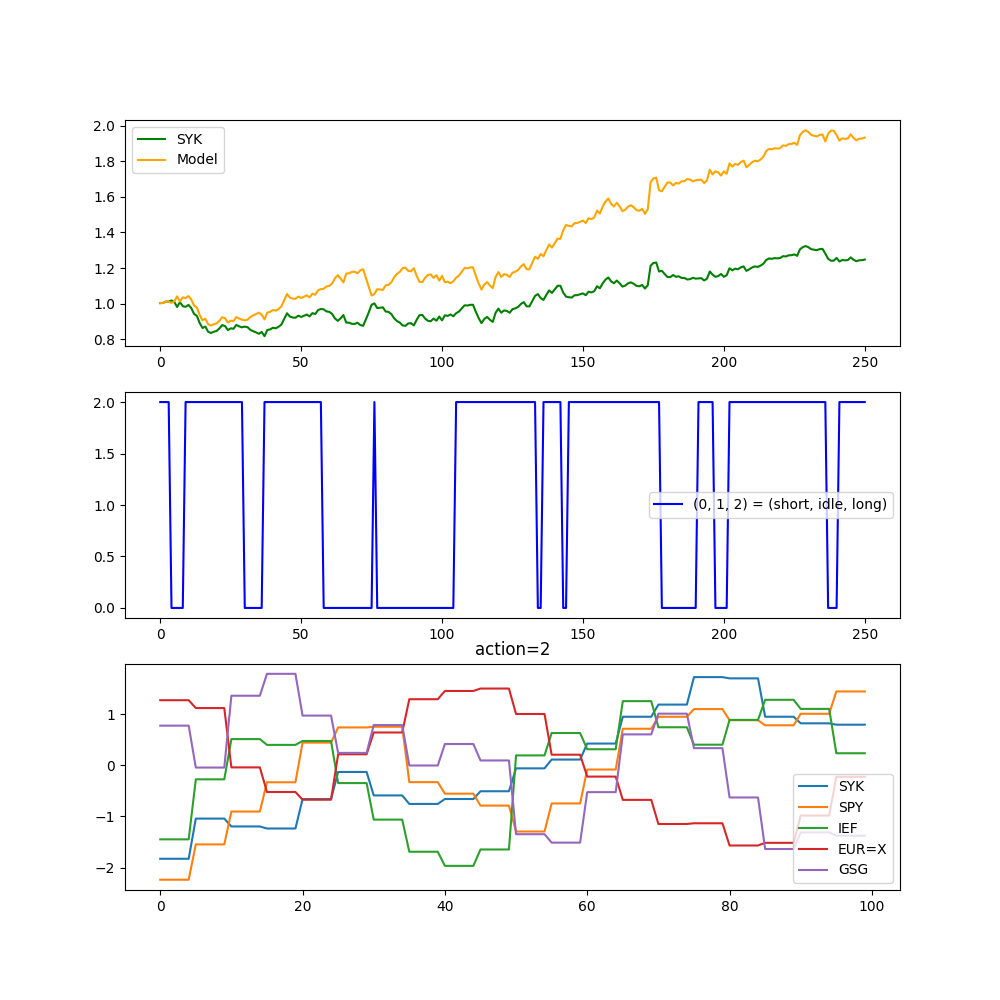 2.0
1.8
1.6
1.4
1.2
1.0
0.8
SYK
Model
0 50 100 150 200 250
2.0
1.5
1.0
0.5
0.0
(0, 1, 2) = (short, idle, long)
0 50 100 150 200 250
action=2
1
0
−1
−2
SYK
SPY
IEF
EUR=X
GSG
0 20 40 60 80 100